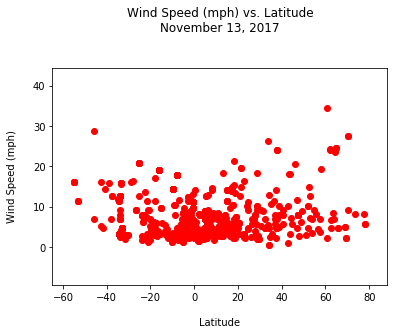 Wind Speed (mph) vs. Latitude
November 13, 2017
40
30
20
10
0
Wind Speed (mph)
−60 −40 −20 0 20 40 60 80
Latitude